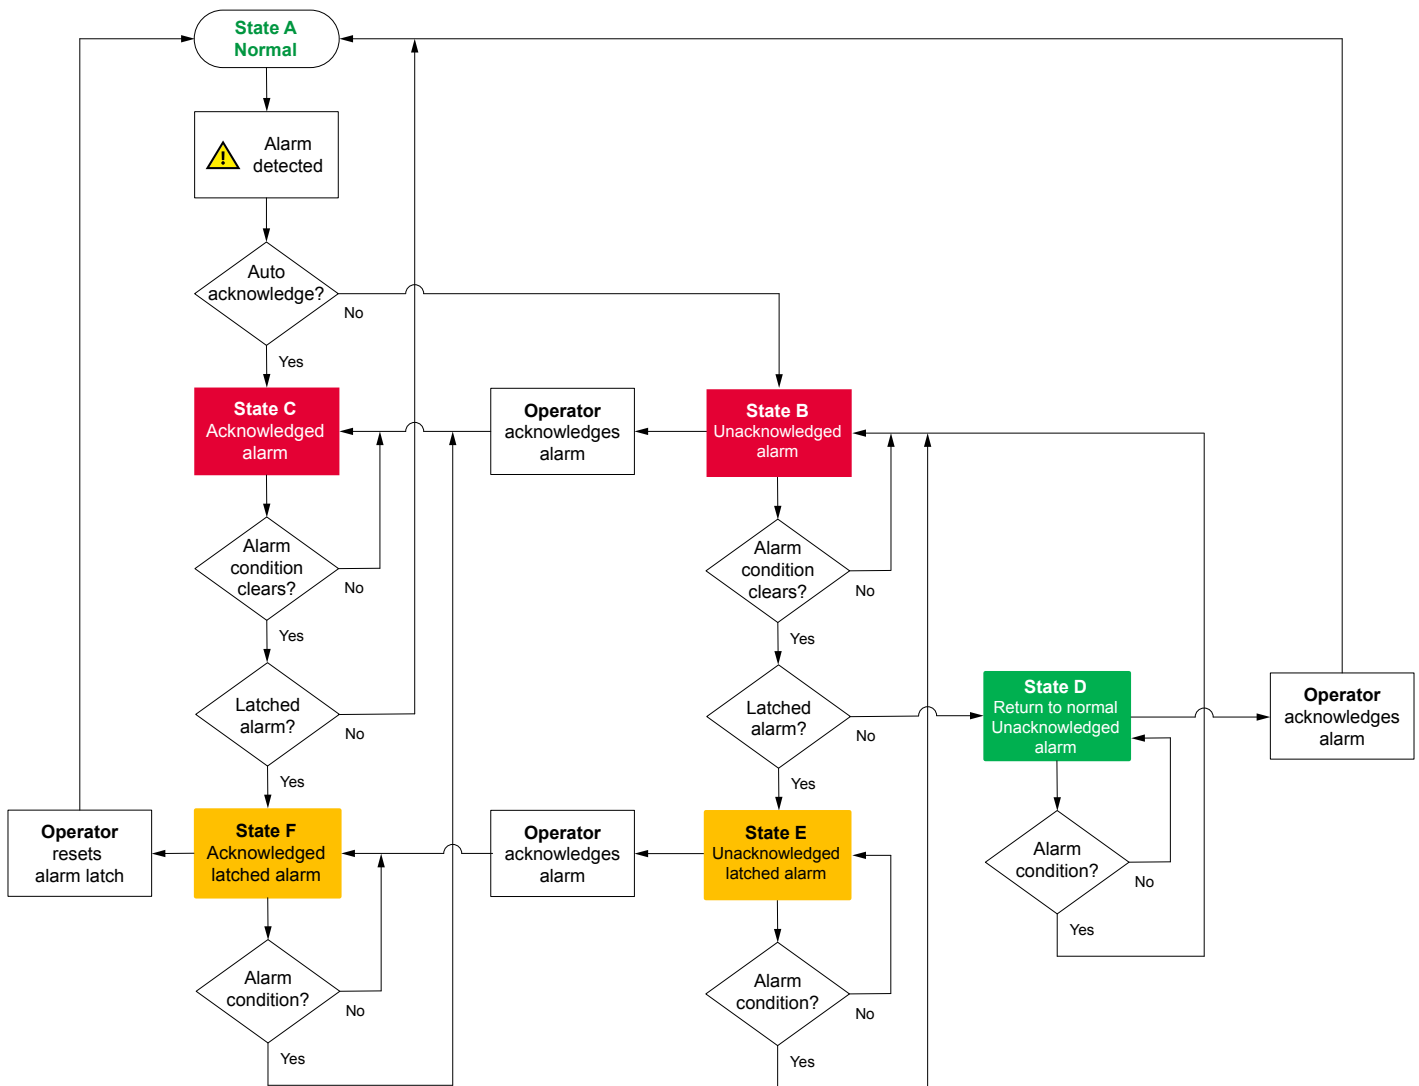 State A
Normal
!
Alarm
detected
Auto
acknowledge?
No
Yes
State C
Acknowledged
alarm
Operator
acknowledges
alarm
State B
Unacknowledged
alarm
Alarm
condition
clears?
No
Yes
Alarm
condition
clears?
No
Yes
Latched
alarm?
No
Yes
Latched
alarm?
No
Yes
State D
Return to normal
Unacknowledged
alarm
Operator
acknowledges
alarm
Operator
resets
alarm latch
State F
Acknowledged
latched alarm
Operator
acknowledges
alarm
State E
Unacknowledged
latched alarm
Alarm
condition?
No
Yes
Alarm
condition?
No
Yes
Alarm
condition?
No
Yes